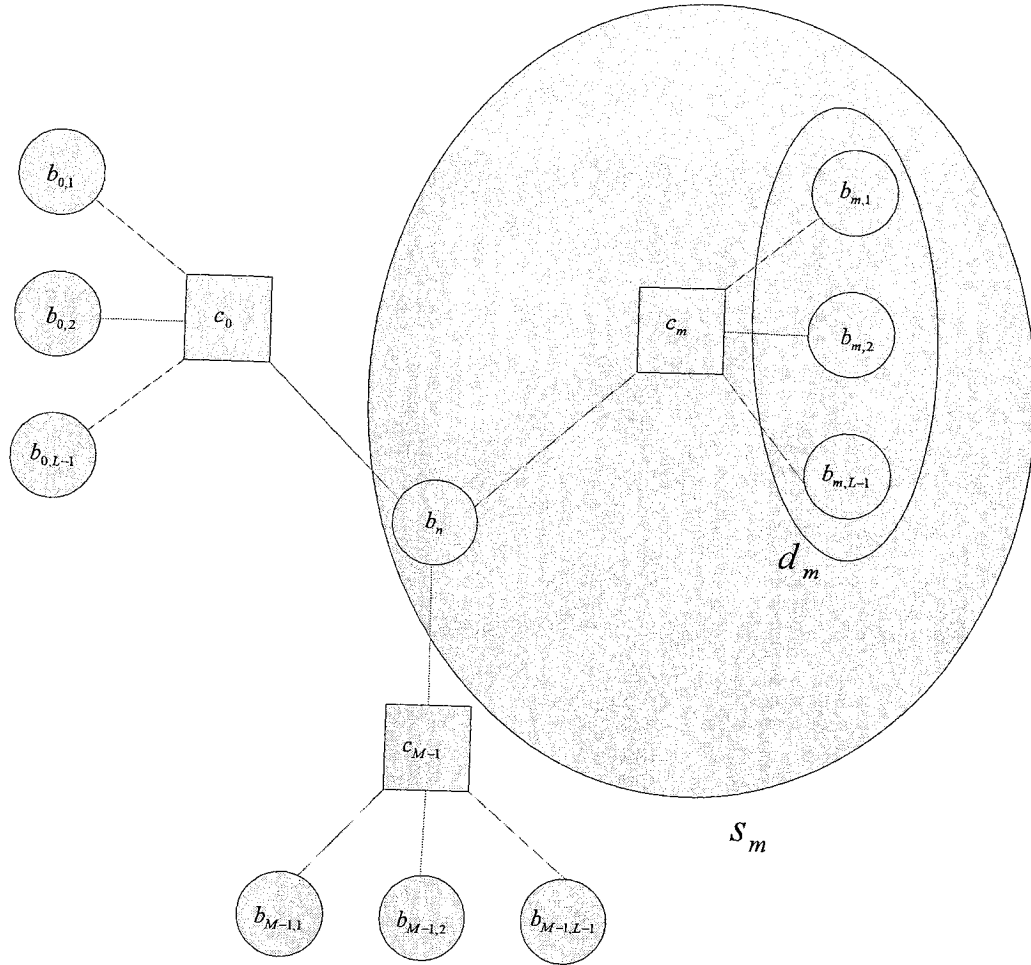 b_{0,1}
b_{0,2}
b_{0,L-1}
c_0
b_n
c_m
b_{m,1}
b_{m,2}
b_{m,L-1}
d_m
s_m
c_{M-1}
b_{M-1,1}
b_{M-1,2}
b_{M-1,L-1}